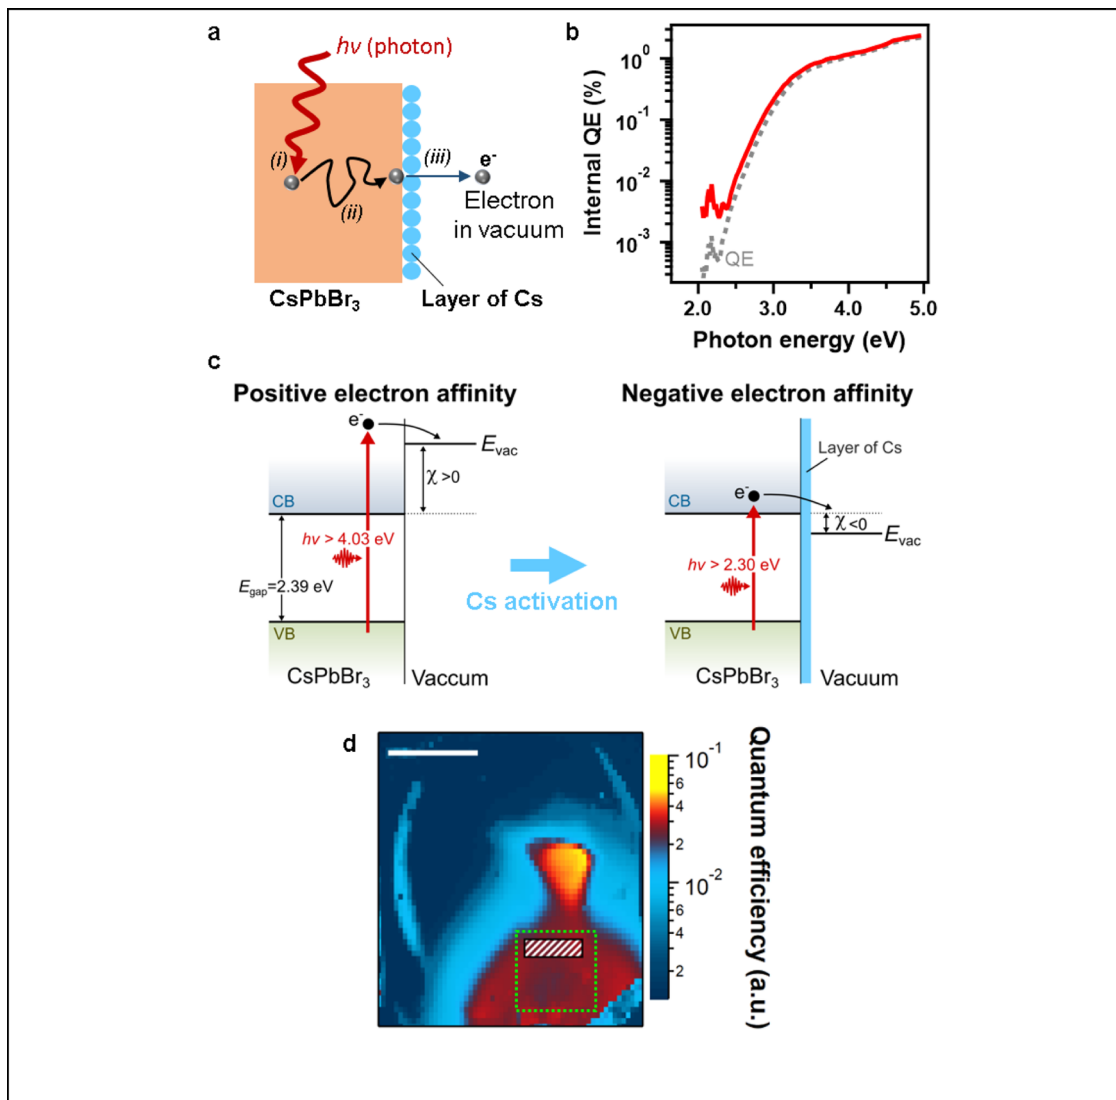 a
hν (photon)
(i)
(ii)
(iii)
e-
Electron
in vacuum
CsPbBr3
Layer of Cs
b
Internal QE (%)
10^0
10^-1
10^-2
10^-3
QE
2.0 3.0 4.0 5.0
Photon energy (eV)
c
Positive electron affinity
e-
Evac
χ >0
CB
hν > 4.03 eV
Egap=2.39 eV
VB
CsPbBr3
Vaccum
Cs activation
Negative electron affinity
Layer of Cs
e-
CB
χ <0
Evac
hν > 2.30 eV
VB
CsPbBr3
Vacuum
d
10^-1
6
4
2
10^-2
6
4
2
Quantum efficiency (a.u.)